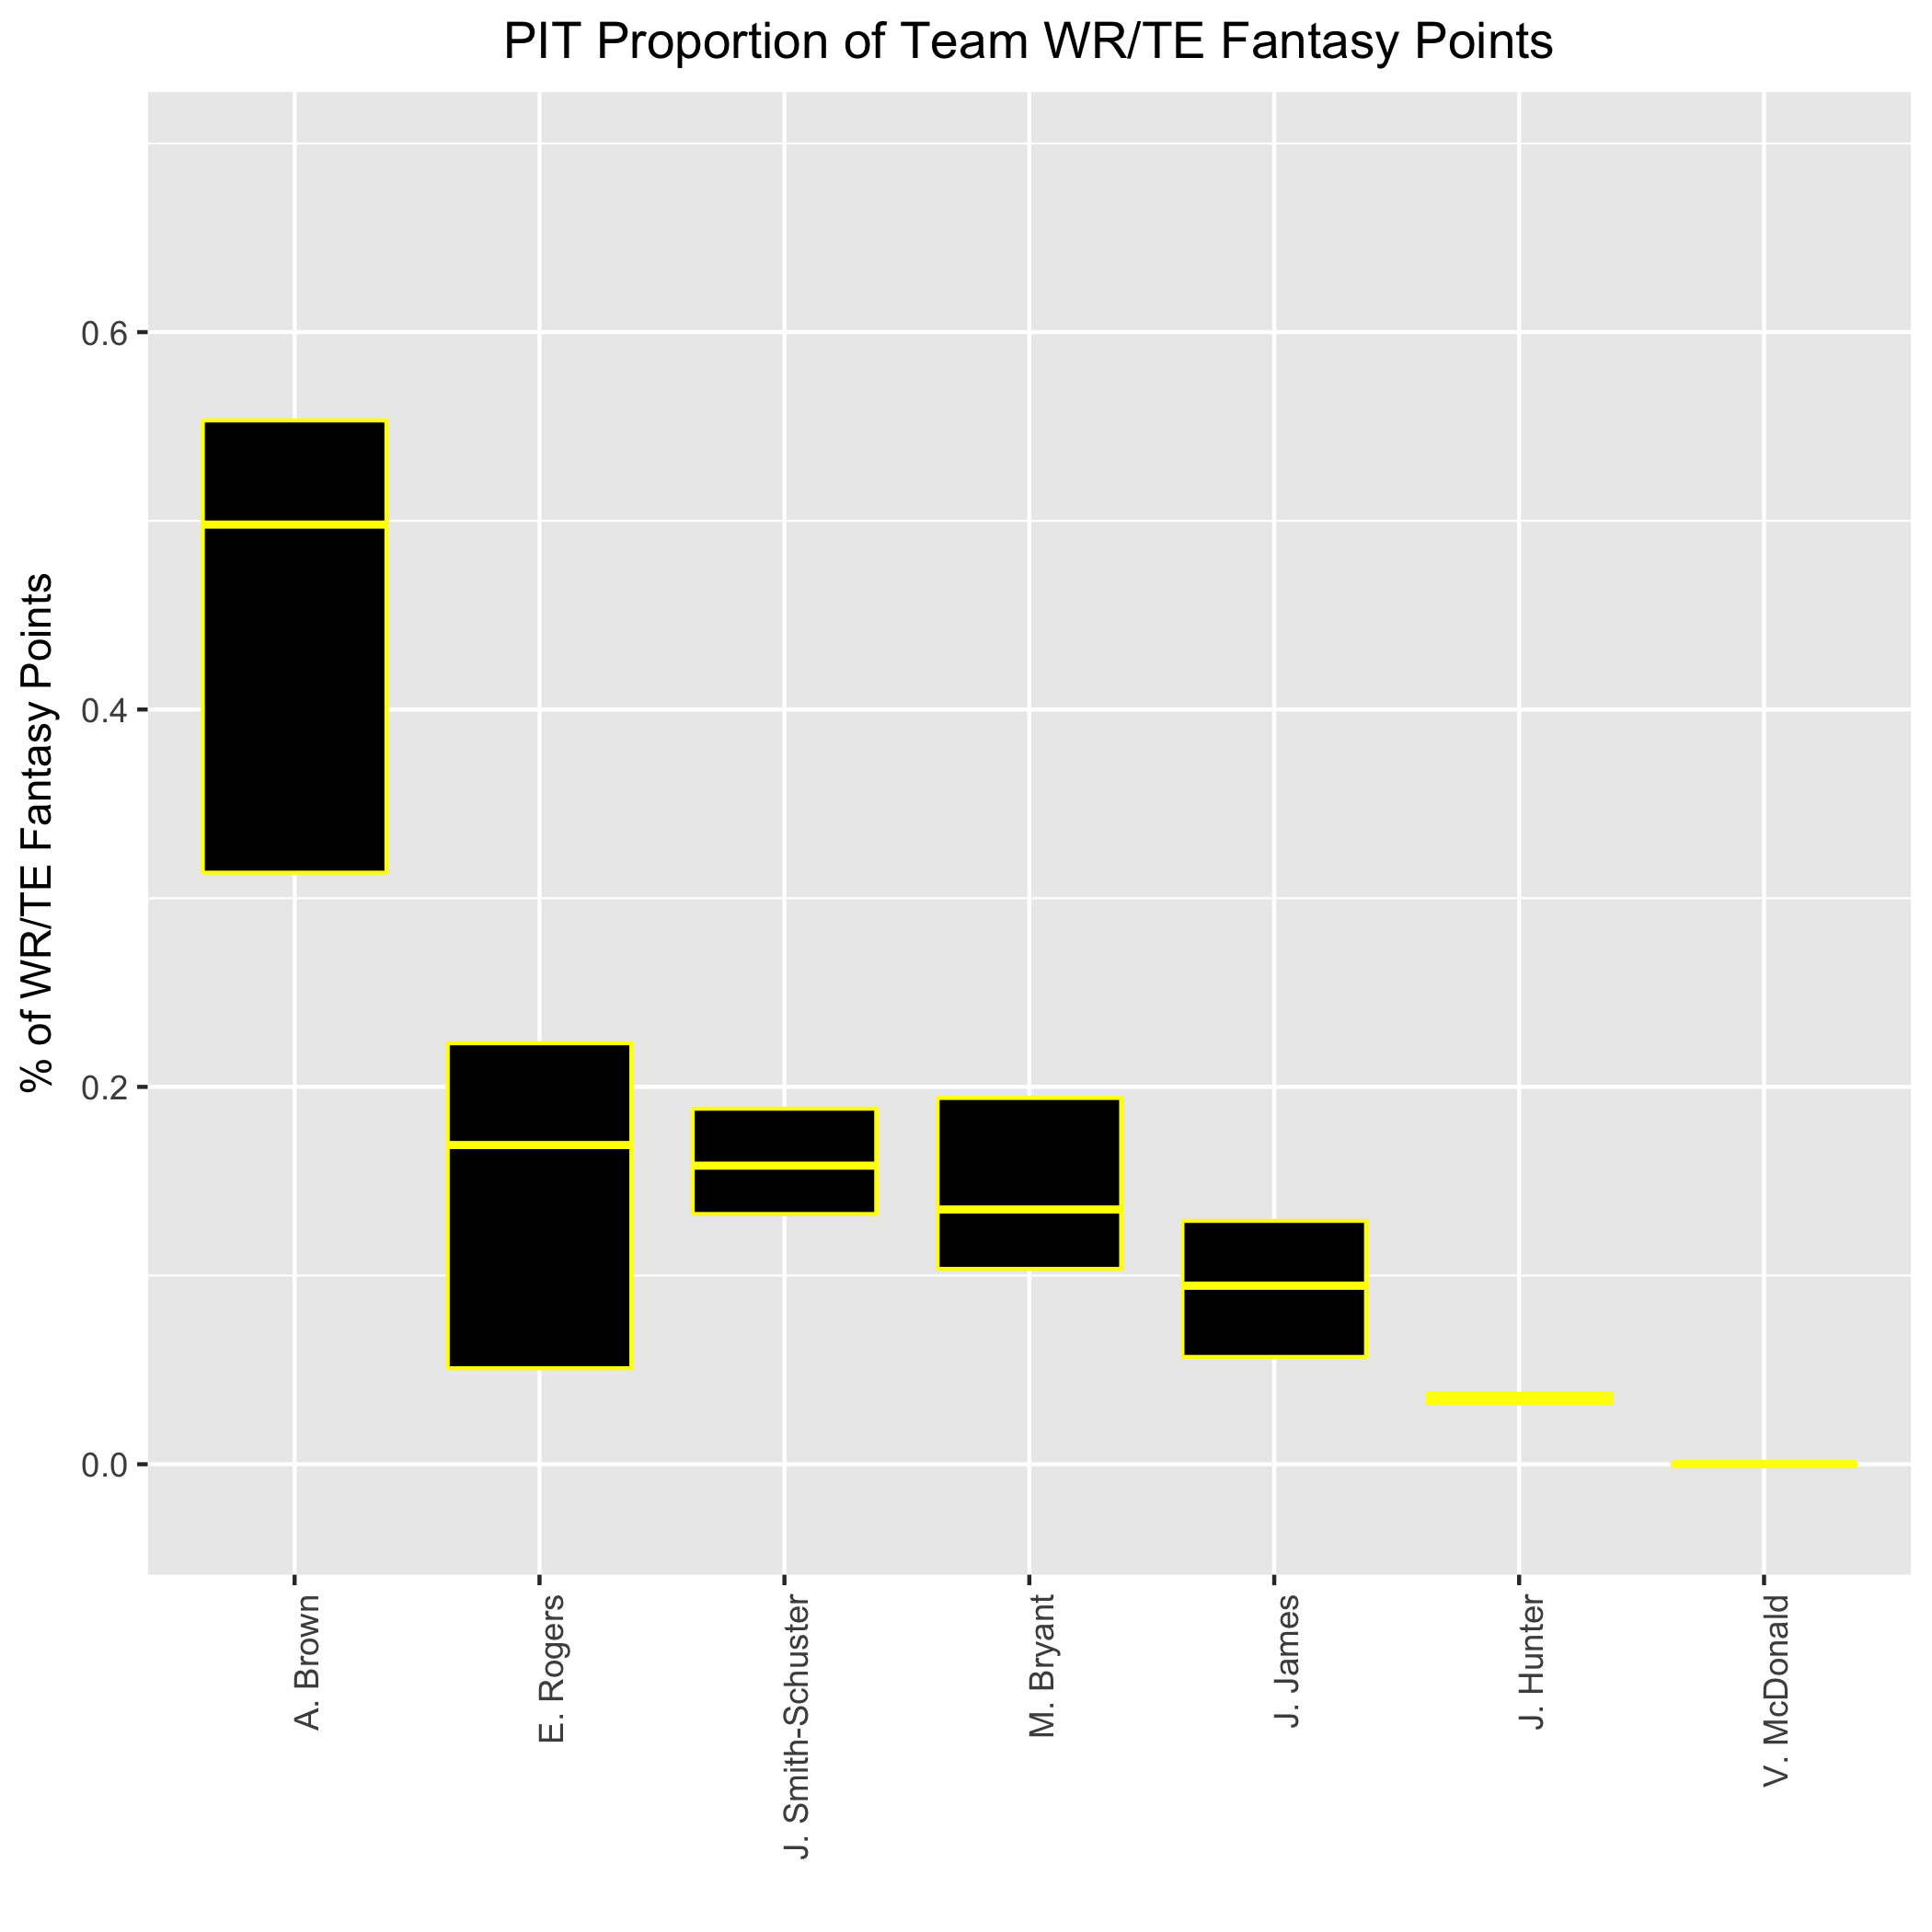 PIT Proportion of Team WR/TE Fantasy Points
% of WR/TE Fantasy Points
0.6
0.4
0.2
0.0
A. Brown
E. Rogers
J. Smith-Schuster
M. Bryant
J. James
J. Hunter
V. McDonald